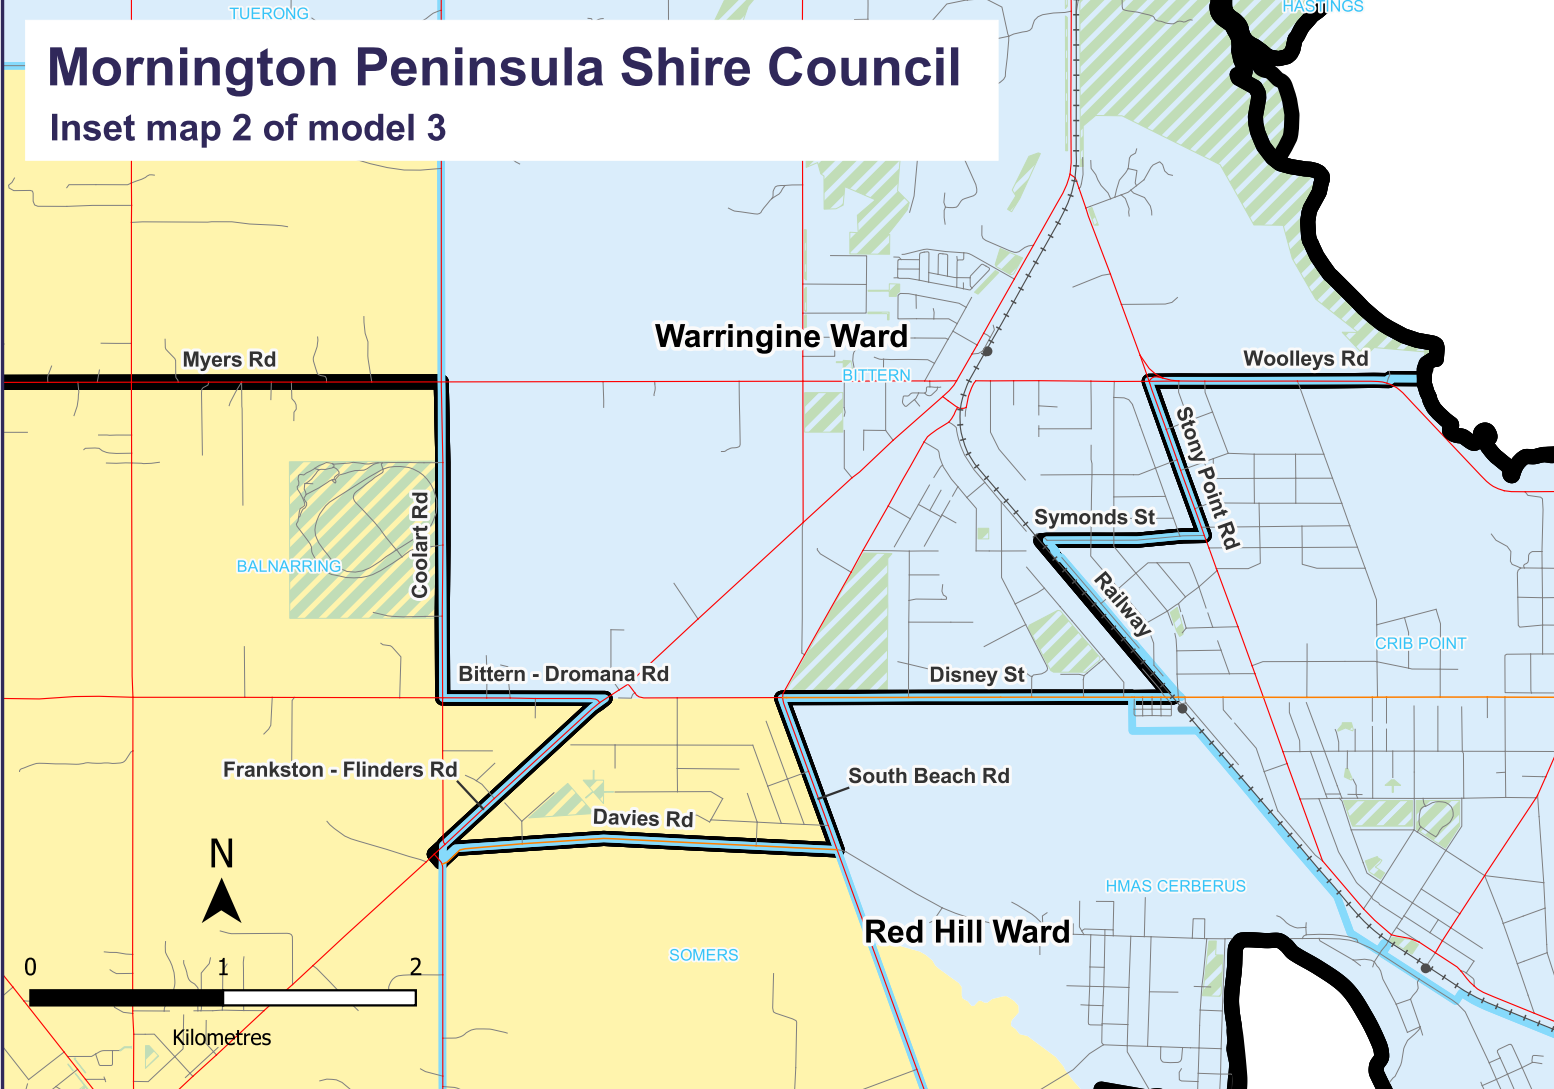 TUERONG
HASTINGS
Mornington Peninsula Shire Council
Inset map 2 of model 3
Warringine Ward
Myers Rd
Woolleys Rd
BITTERN
Stony Point Rd
Coolart Rd
Symonds St
BALNARRING
Railway
CRIB POINT
Bittern - Dromana Rd
Disney St
Frankston - Flinders Rd
South Beach Rd
Davies Rd
N
HMAS CERBERUS
Red Hill Ward
SOMERS
0 1 2
Kilometres